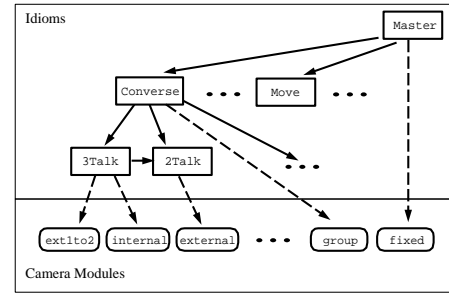 Idioms
Master
Converse
Move
3Talk
2Talk
ext1to2
internal
external
group
fixed
Camera Modules